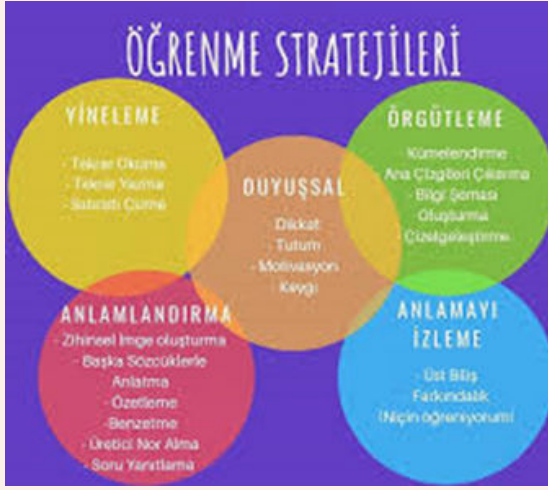 ÖĞRENME STRATEJİLERİ
YİNELEME
- Tekrar Okuma
- Tekrar Yazma
- Satıraltı Çizme
ÖRGÜTLEME
Kümelendirme
- Ana Çizgileri Çıkarma
- Bilgi Şeması
Oluşturma
- Çizelgeleştirme
DUYUŞSAL
Dikkat
- Tutum
- Motivasyon
- Kaygı
ANLAMLANDIRMA
- Zihinsel İmge oluşturma
- Başka Sözcüklerle
Anlatma
- Özetleme
- Benzetme
- Üretici Not Alma
- Soru Yanıtlama
ANLAMAYI
İZLEME
- Üst Biliş
Farkındalık
(Niçin öğreniyorum)